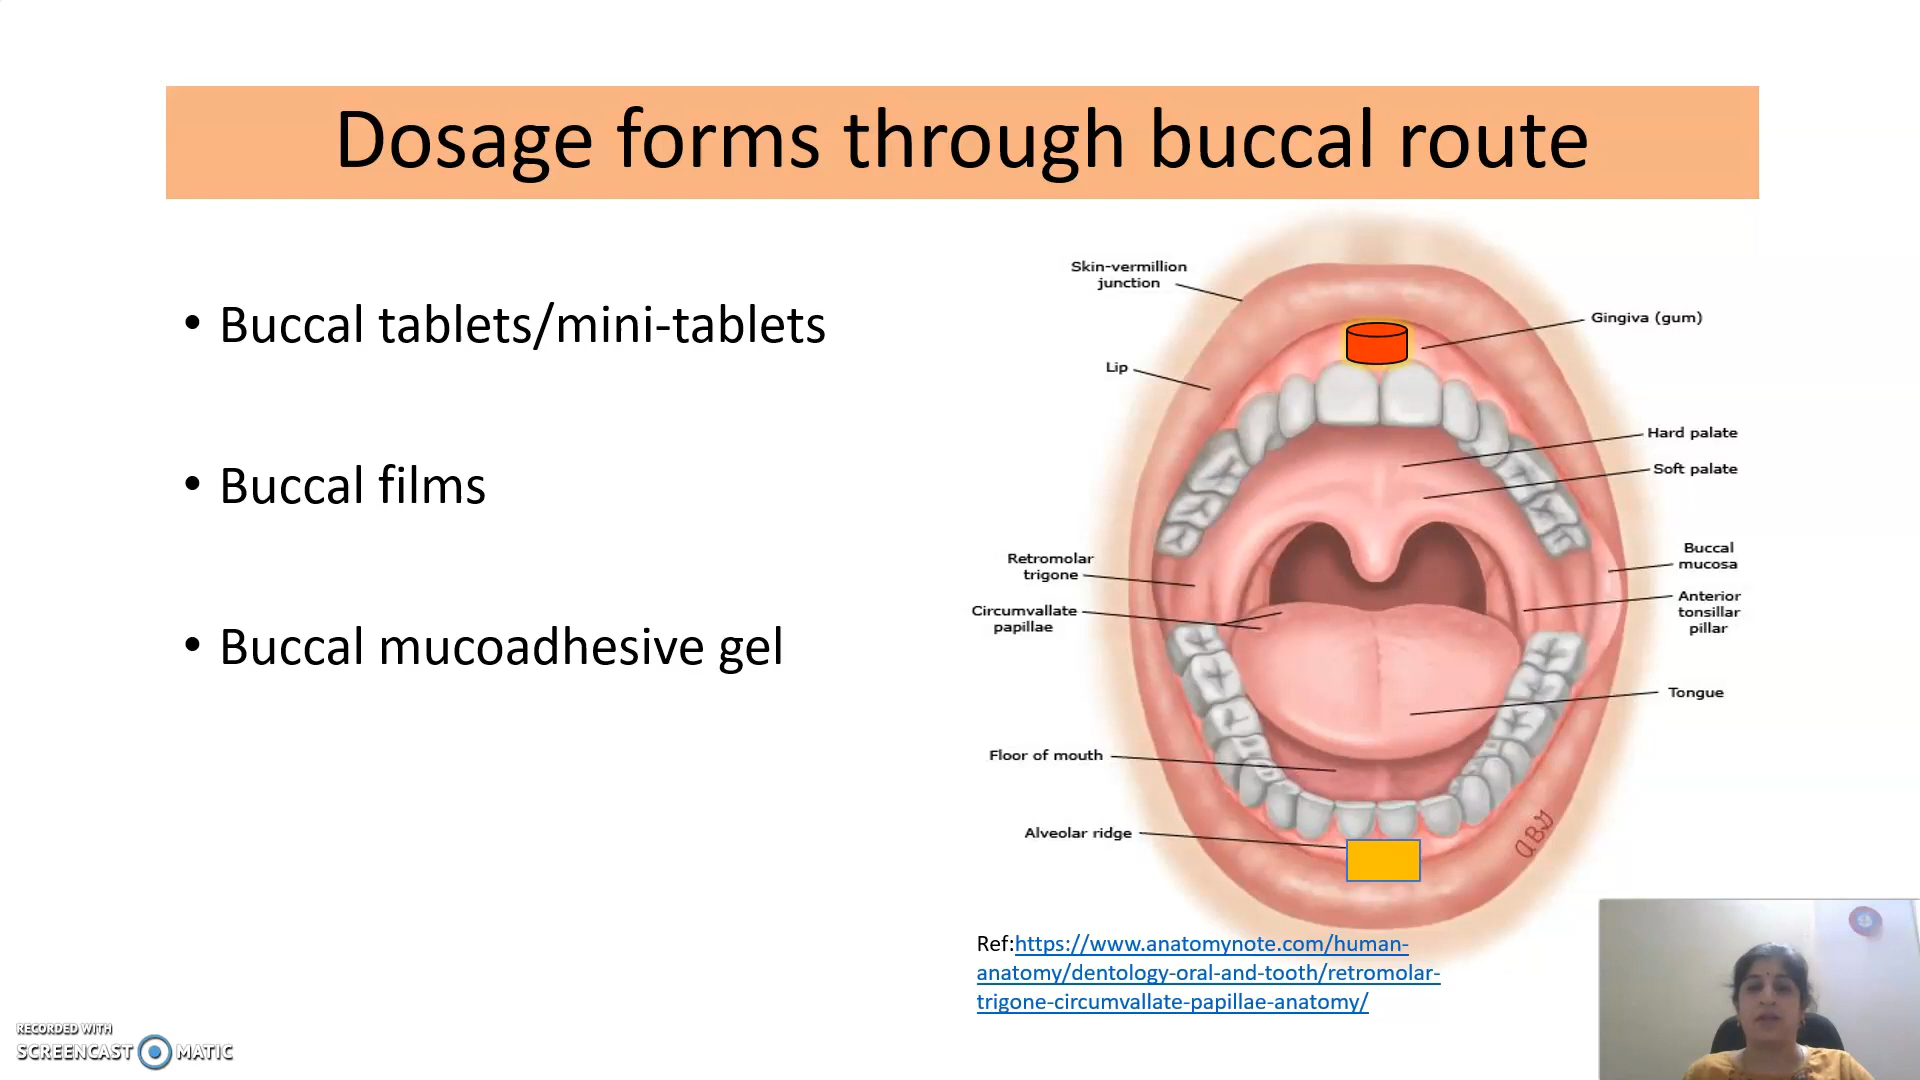 Dosage forms through buccal route
• Buccal tablets/mini-tablets
• Buccal films
• Buccal mucoadhesive gel
Skin-vermillion
junction
Gingiva (gum)
Lip
Hard palate
Soft palate
Retromolar
trigone
Buccal
mucosa
Circumvallate
papillae
Anterior
tonsillar
pillar
Tongue
Floor of mouth
Alveolar ridge
ABG
Ref:https://www.anatomynote.com/human-
anatomy/dentology-oral-and-tooth/retromolar-
trigone-circumvallate-papillae-anatomy/
RECORDED WITH
SCREENCAST MATIC